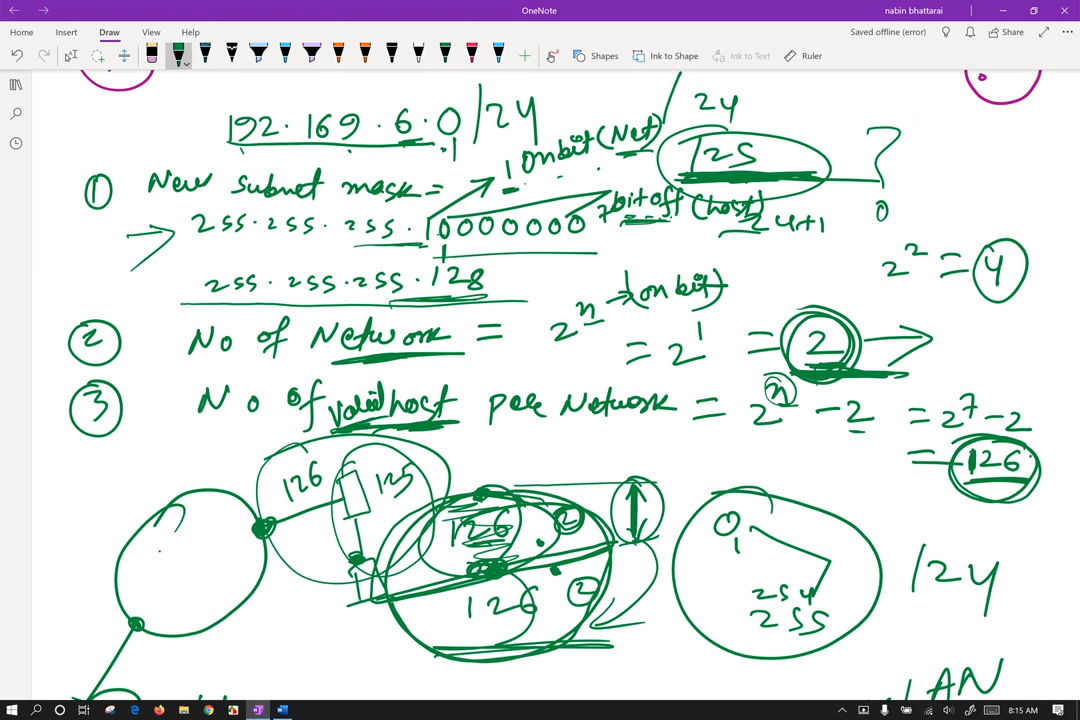 OneNote
nabin bhattarai
Home Insert Draw View Help
Saved offline (error) Share
Shapes Ink to Shape Ink to Text Ruler
192.169.6.0/24
1
/24
125
?
0
① New subnet mask =
1 on bit (Net)
255.255.255.10000000
7 bit off (host)
24+1
255.255.255.128
2² = 4
② No of Network = 2ⁿ → (on bit)
= 2¹ = 2
③ No of valid host per Network = 2ⁿ - 2 = 2⁷ - 2
= 126
126 125
126 2
126 2
0
1
254
255
/24
LAN
8:15 AM